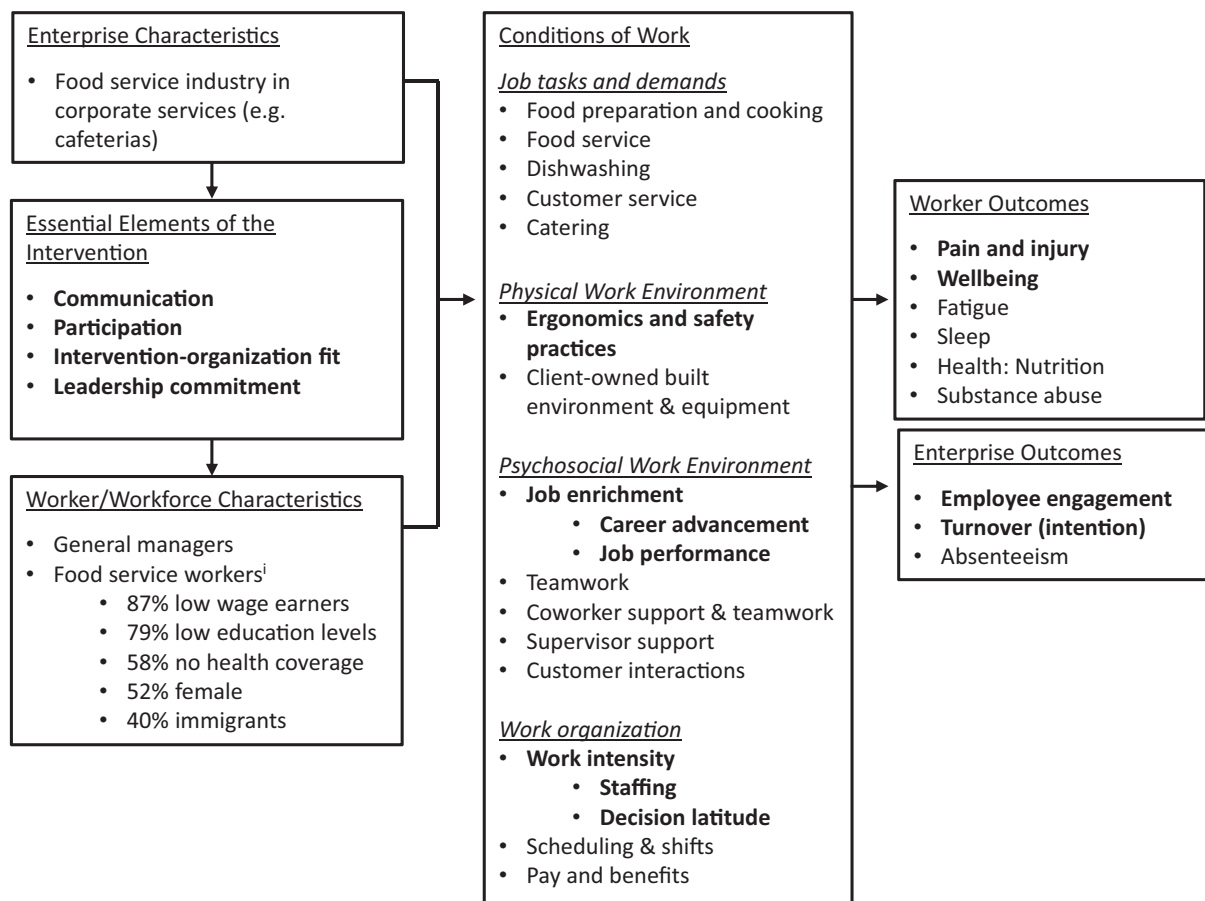 Enterprise Characteristics
• Food service industry in
corporate services (e.g.
cafeterias)
Essential Elements of the
Intervention
• Communication
• Participation
• Intervention-organization fit
• Leadership commitment
Worker/Workforce Characteristics
• General managers
• Food service workersⁱ
• 87% low wage earners
• 79% low education levels
• 58% no health coverage
• 52% female
• 40% immigrants
Conditions of Work
Job tasks and demands
• Food preparation and cooking
• Food service
• Dishwashing
• Customer service
• Catering
Physical Work Environment
• Ergonomics and safety
practices
• Client-owned built
environment & equipment
Psychosocial Work Environment
• Job enrichment
• Career advancement
• Job performance
• Teamwork
• Coworker support & teamwork
• Supervisor support
• Customer interactions
Work organization
• Work intensity
• Staffing
• Decision latitude
• Scheduling & shifts
• Pay and benefits
Worker Outcomes
• Pain and injury
• Wellbeing
• Fatigue
• Sleep
• Health: Nutrition
• Substance abuse
Enterprise Outcomes
• Employee engagement
• Turnover (intention)
• Absenteeism